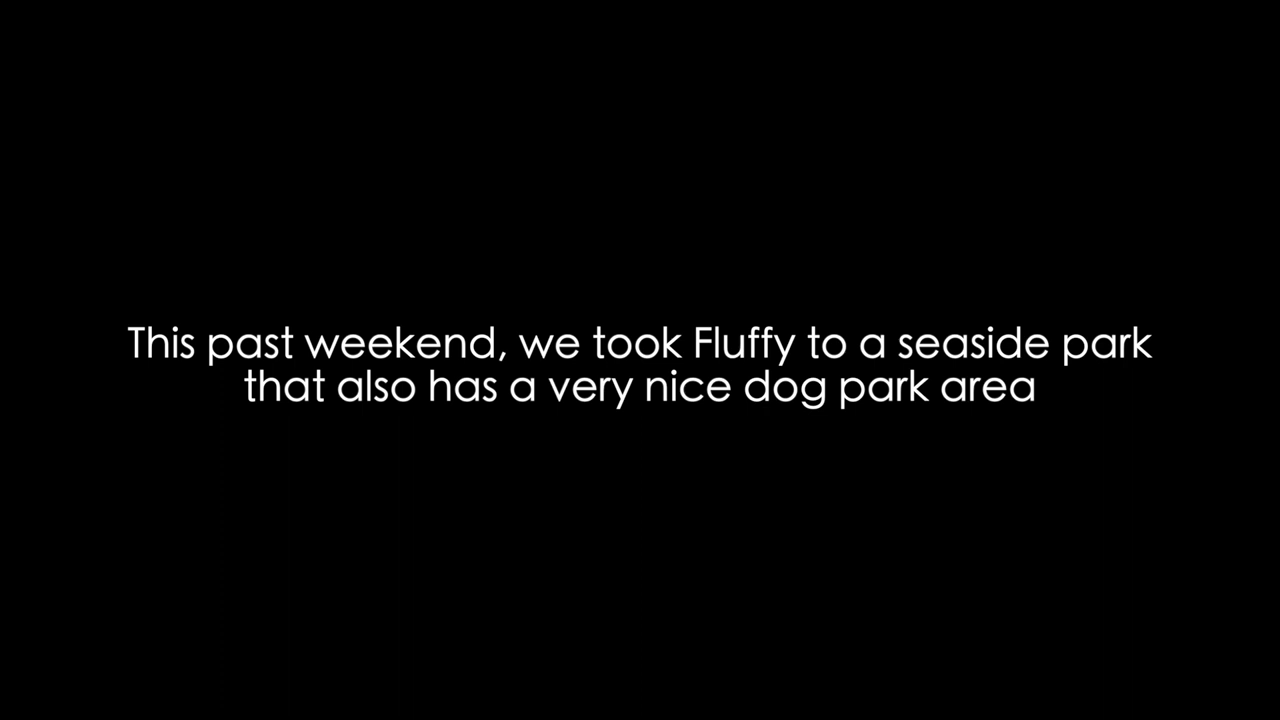 This past weekend, we took Fluffy to a seaside park
that also has a very nice dog park area